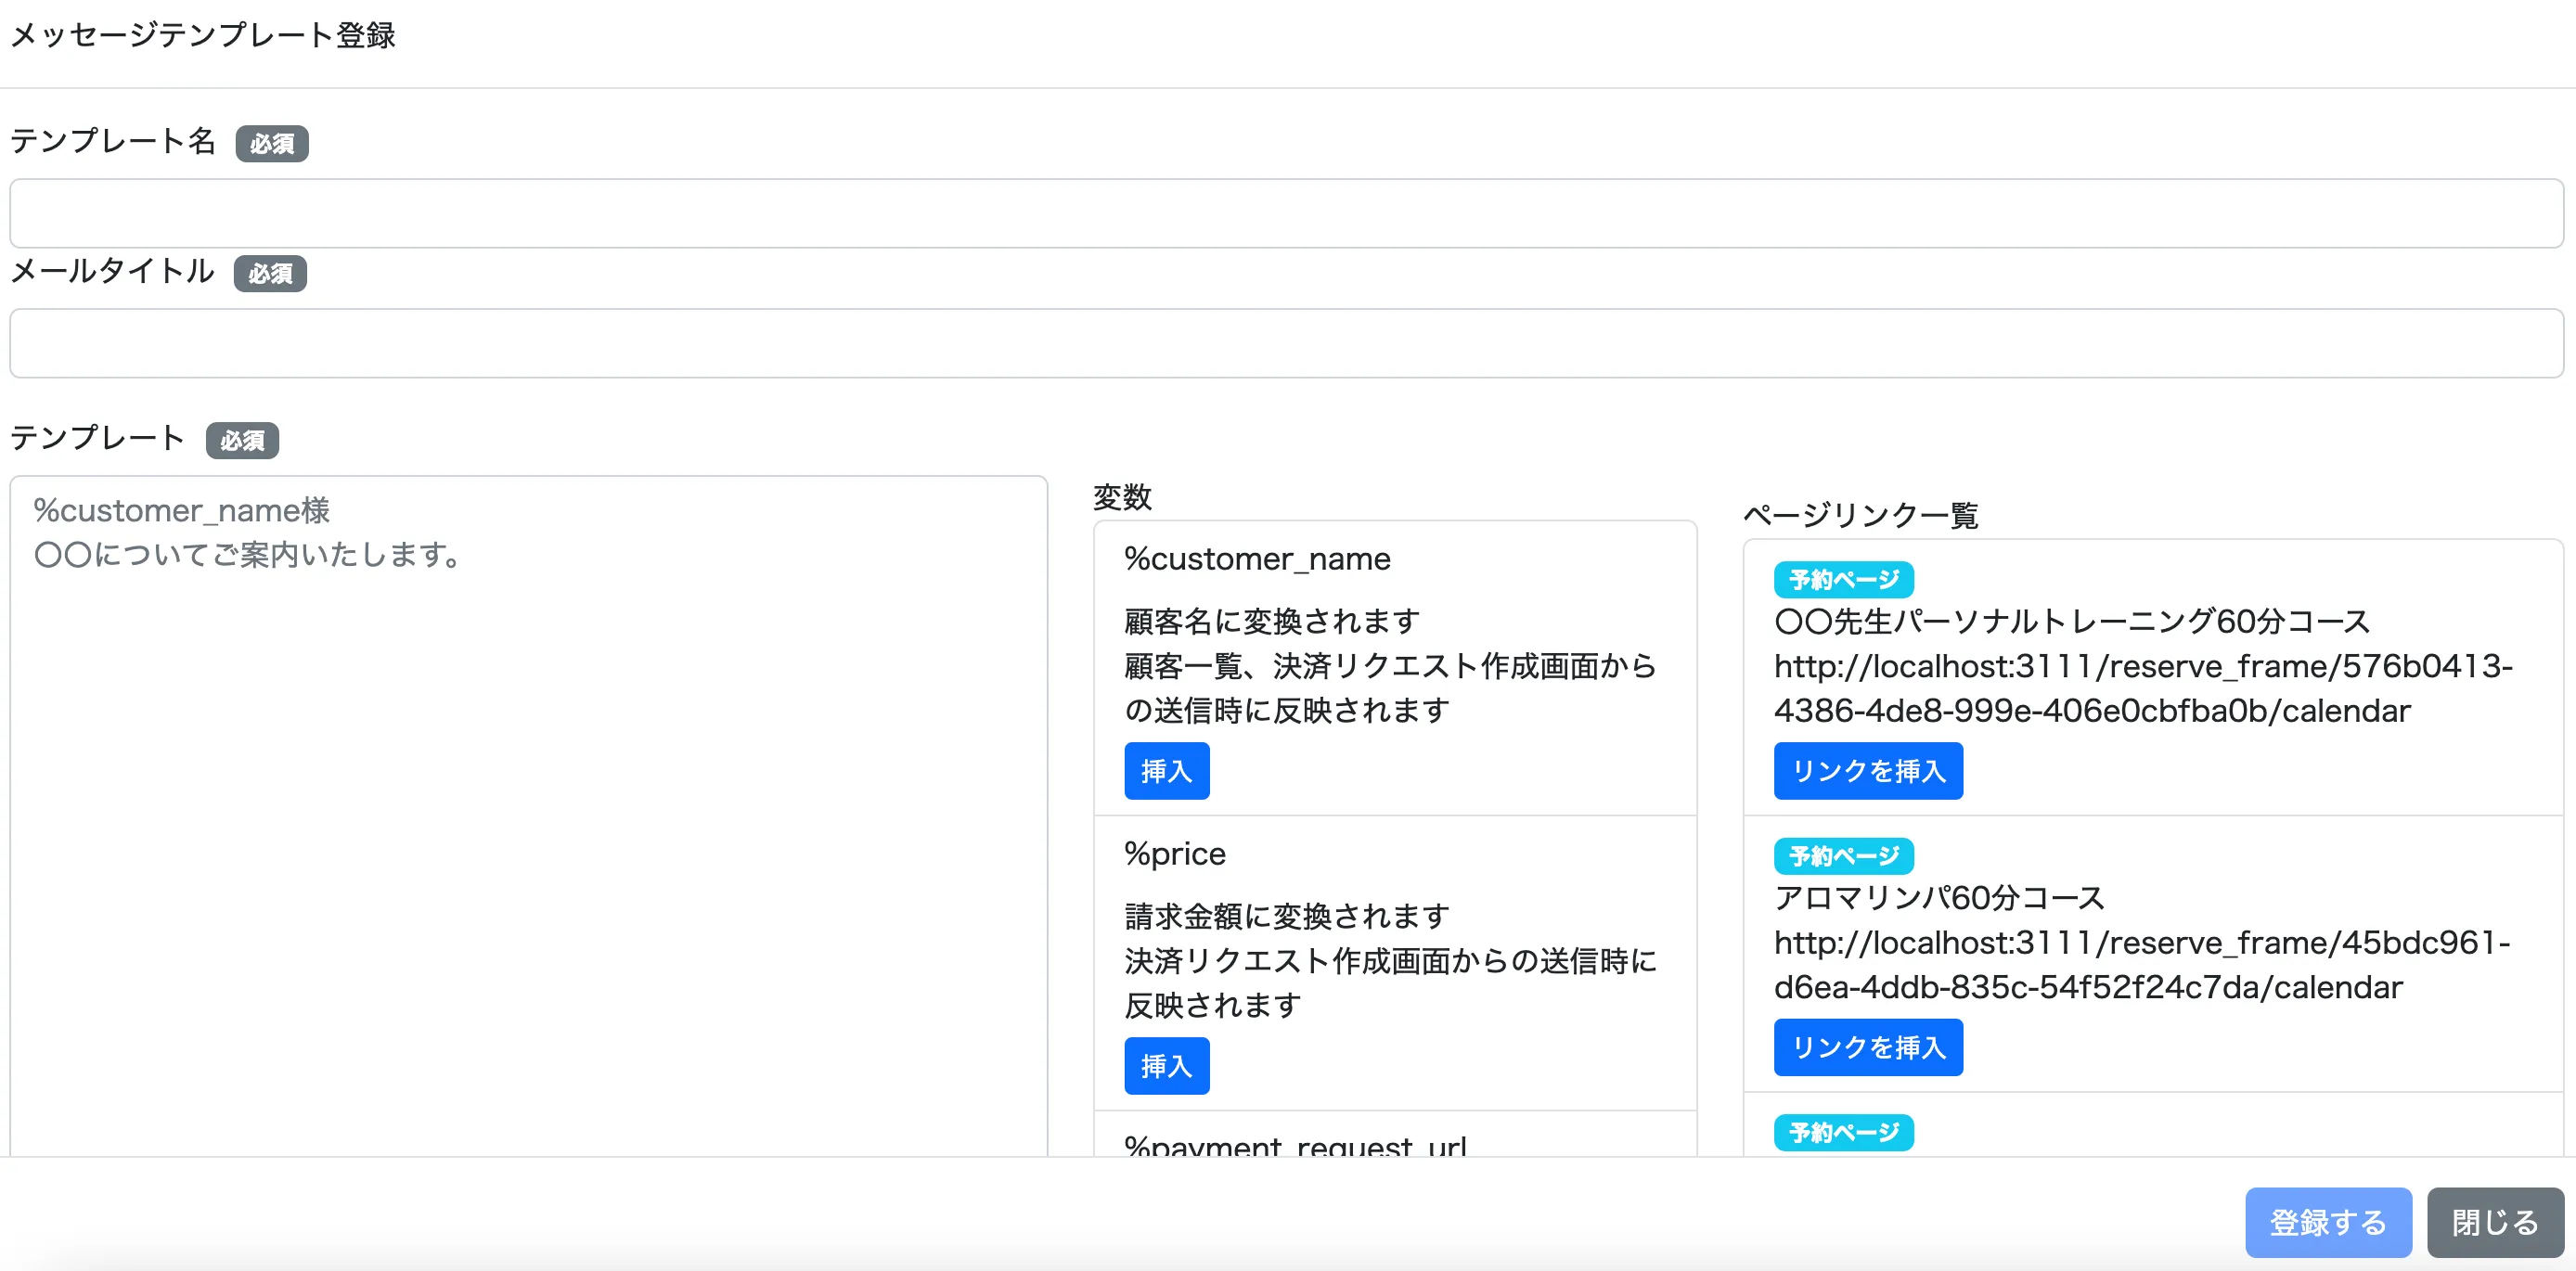 メッセージテンプレート登録
テンプレート名 必須
メールタイトル 必須
テンプレート 必須
%customer_name様
〇〇についてご案内いたします。
変数
%customer_name
顧客名に変換されます
顧客一覧、決済リクエスト作成画面から
の送信時に反映されます
挿入
%price
請求金額に変換されます
決済リクエスト作成画面からの送信時に
反映されます
挿入
%payment_request_url
ページリンク一覧
予約ページ
〇〇先生パーソナルトレーニング60分コース
http://localhost:3111/reserve_frame/576b0413-
4386-4de8-999e-406e0cbfba0b/calendar
リンクを挿入
予約ページ
アロマリンパ60分コース
http://localhost:3111/reserve_frame/45bdc961-
d6ea-4ddb-835c-54f52f24c7da/calendar
リンクを挿入
予約ページ
登録する 閉じる